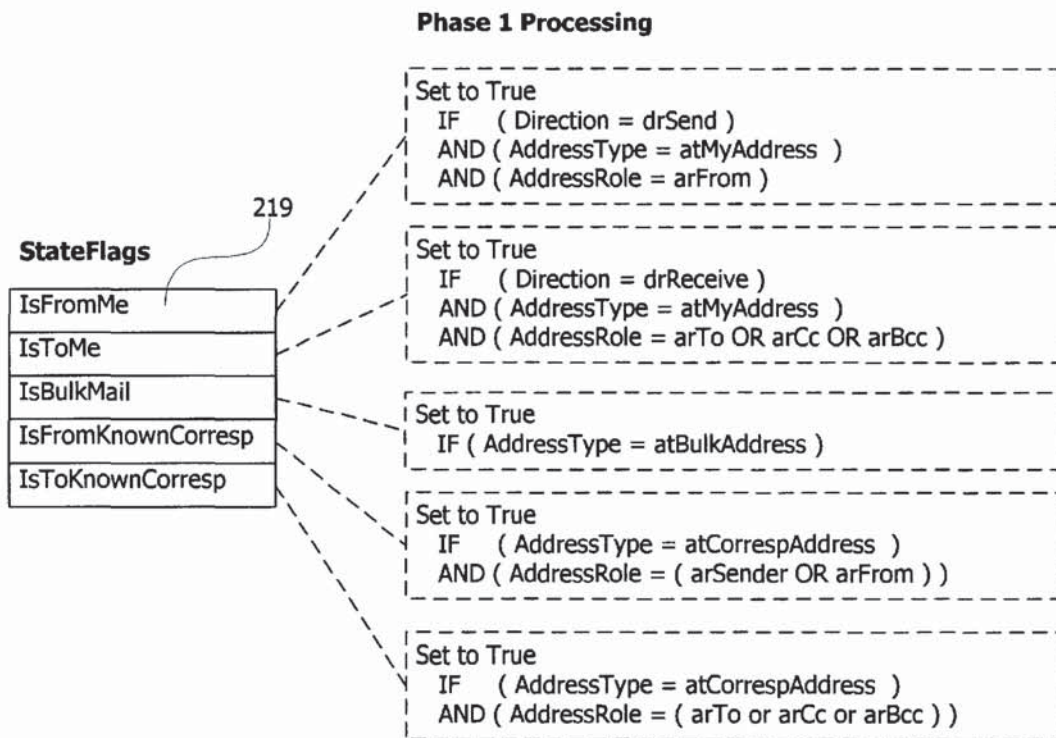 Phase 1 Processing
Set to True
IF ( Direction = drSend )
AND ( AddressType = atMyAddress )
AND ( AddressRole = arFrom )
219
StateFlags
IsFromMe
IsToMe
IsBulkMail
IsFromKnownCorresp
IsToKnownCorresp
Set to True
IF ( Direction = drReceive )
AND ( AddressType = atMyAddress )
AND ( AddressRole = arTo OR arCc OR arBcc )
Set to True
IF ( AddressType = atBulkAddress )
Set to True
IF ( AddressType = atCorrespAddress )
AND ( AddressRole = ( arSender OR arFrom ) )
Set to True
IF ( AddressType = atCorrespAddress )
AND ( AddressRole = ( arTo or arCc or arBcc ) )